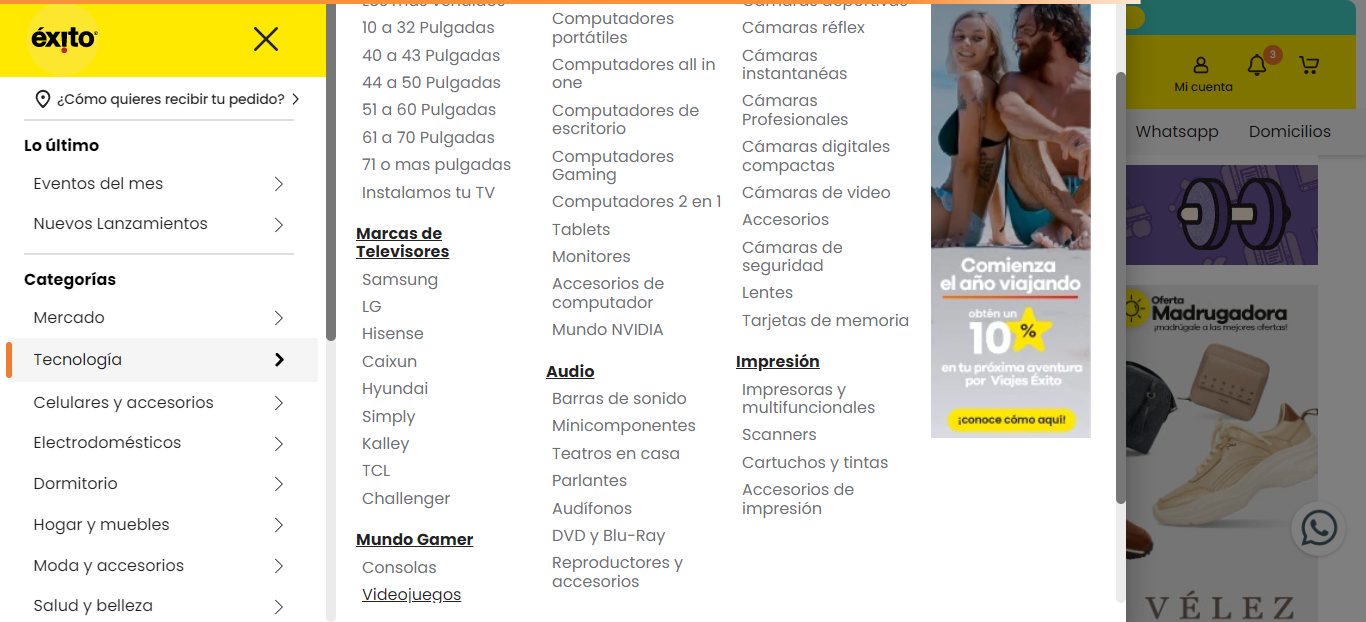 éxito
¿Cómo quieres recibir tu pedido?
Lo último
Eventos del mes
Nuevos Lanzamientos
Categorías
Mercado
Tecnología
Celulares y accesorios
Electrodomésticos
Dormitorio
Hogar y muebles
Moda y accesorios
Salud y belleza
Los más vendidos
10 a 32 Pulgadas
40 a 43 Pulgadas
44 a 50 Pulgadas
51 a 60 Pulgadas
61 a 70 Pulgadas
71 o mas pulgadas
Instalamos tu TV
Marcas de
Televisores
Samsung
LG
Hisense
Caixun
Hyundai
Simply
Kalley
TCL
Challenger
Mundo Gamer
Consolas
Videojuegos
Computadores
portátiles
Computadores all in
one
Computadores de
escritorio
Computadores
Gaming
Computadores 2 en 1
Tablets
Monitores
Accesorios de
computador
Mundo NVIDIA
Audio
Barras de sonido
Minicomponentes
Teatros en casa
Parlantes
Audífonos
DVD y Blu-Ray
Reproductores y
accesorios
Cámaras deportivas
Cámaras réflex
Cámaras
instantanéas
Cámaras
Profesionales
Cámaras digitales
compactas
Cámaras de video
Accesorios
Cámaras de
seguridad
Lentes
Tarjetas de memoria
Impresión
Impresoras y
multifuncionales
Scanners
Cartuchos y tintas
Accesorios de
impresión
Comienza
el año viajando
obtén un
10%
en tu próxima aventura
por Viajes Éxito
¡conoce cómo aquí!
Mi cuenta
3
Whatsapp
Domicilios
Oferta
Madrugadora
¡madrúgale a las mejores ofertas!
VÉLEZ